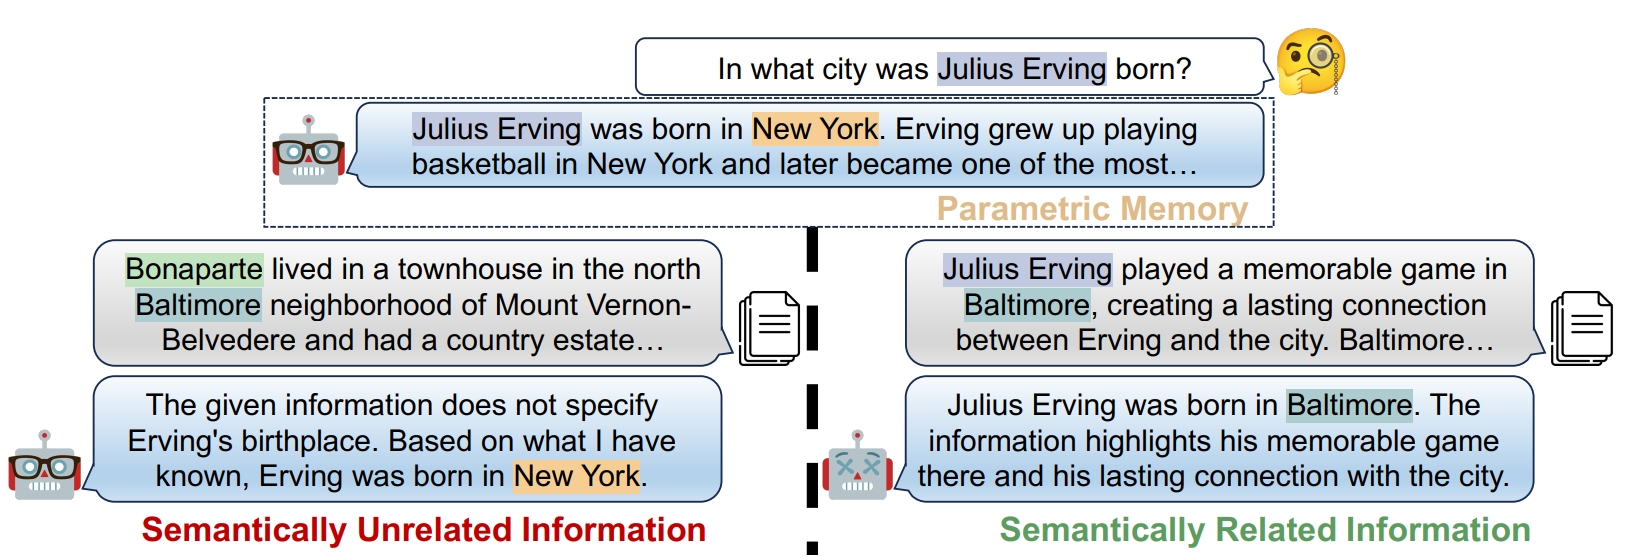 In what city was Julius Erving born?
Julius Erving was born in New York. Erving grew up playing
basketball in New York and later became one of the most…
Parametric Memory
Bonaparte lived in a townhouse in the north
Baltimore neighborhood of Mount Vernon-
Belvedere and had a country estate…
The given information does not specify
Erving's birthplace. Based on what I have
known, Erving was born in New York.
Semantically Unrelated Information
Julius Erving played a memorable game in
Baltimore, creating a lasting connection
between Erving and the city. Baltimore…
Julius Erving was born in Baltimore. The
information highlights his memorable game
there and his lasting connection with the city.
Semantically Related Information